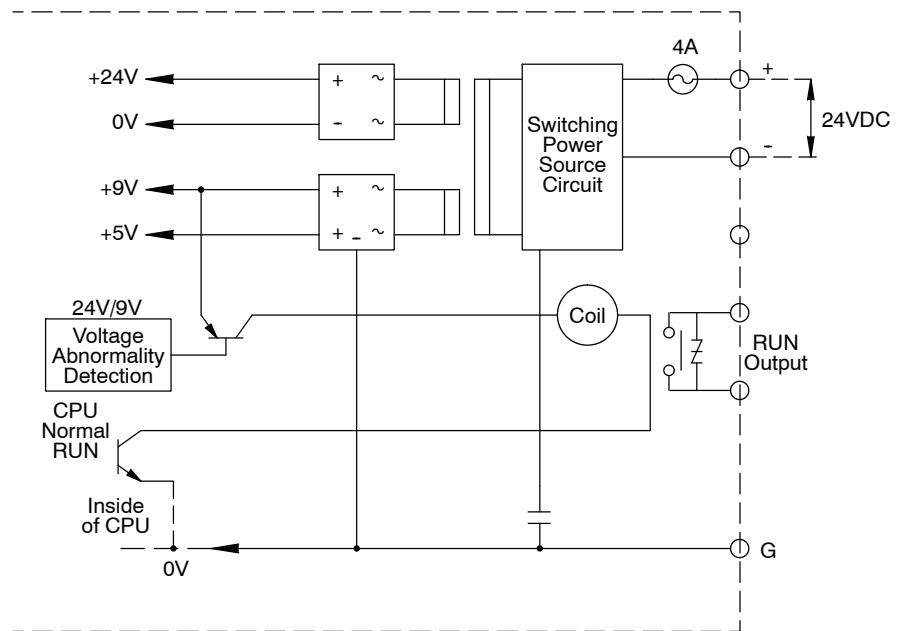 4A
+24V
+ ~
+
0V
- ~
Switching
Power
Source
Circuit
24VDC
-
+9V
+ ~
+5V
+ - ~
24V/9V
Voltage
Abnormality
Detection
Coil
RUN
Output
CPU
Normal
RUN
Inside
of CPU
0V
G